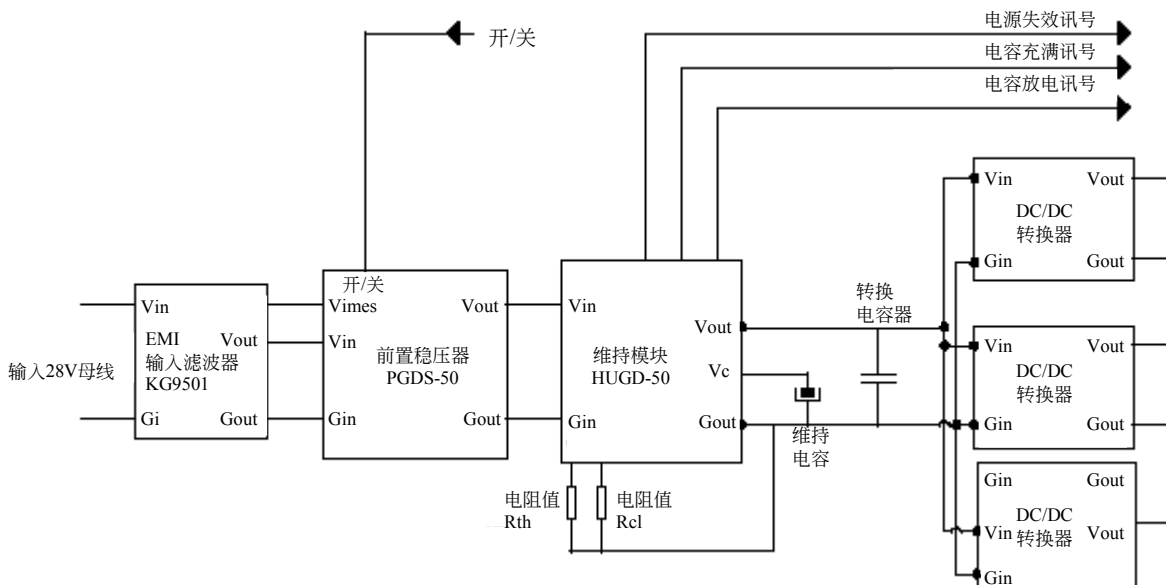 电源失效讯号
开/关
电容充满讯号
电容放电讯号
Vin
Vout
DC/DC
转换器
Gin
Gout
输入28V母线
Vin
EMI
Vout
输入滤波器
KG9501
Gi
Gout
开/关
Vimes
Vout
Vin
前置稳压器
PGDS-50
Gin
Gout
Vin
Vout
维持模块
HUGD-50
Vc
Gin
Gout
转换
电容器
维持
电容
电阻值
Rth
电阻值
Rcl
Vin
Vout
DC/DC
转换器
Gin
Gout
Gin
Gout
DC/DC
Vin
转换器
Vout
Gin